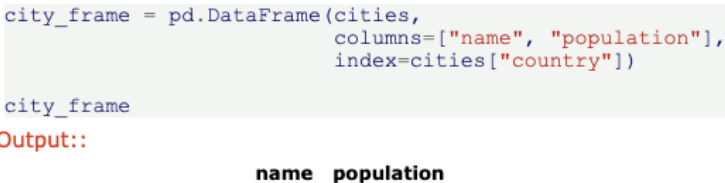 city_frame = pd.DataFrame(cities,
columns=["name", "population"],
index=cities["country"])
city_frame
Output::
name population